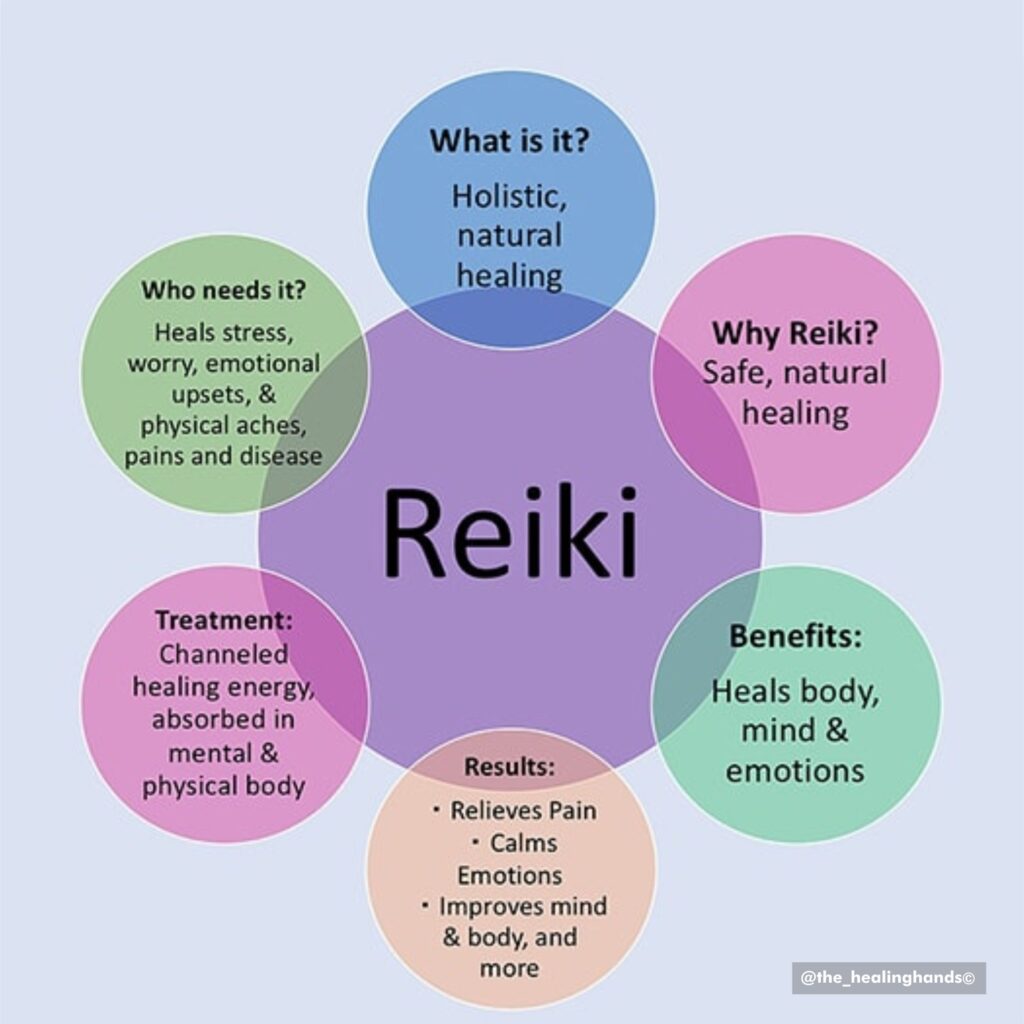 What is it?
Holistic,
natural
healing
Why Reiki?
Safe, natural
healing
Benefits:
Heals body,
mind &
emotions
Results:
• Relieves Pain
• Calms
Emotions
• Improves mind
& body, and
more
Treatment:
Channeled
healing energy,
absorbed in
mental &
physical body
Who needs it?
Heals stress,
worry, emotional
upsets, &
physical aches,
pains and disease
Reiki
@the_healinghands©